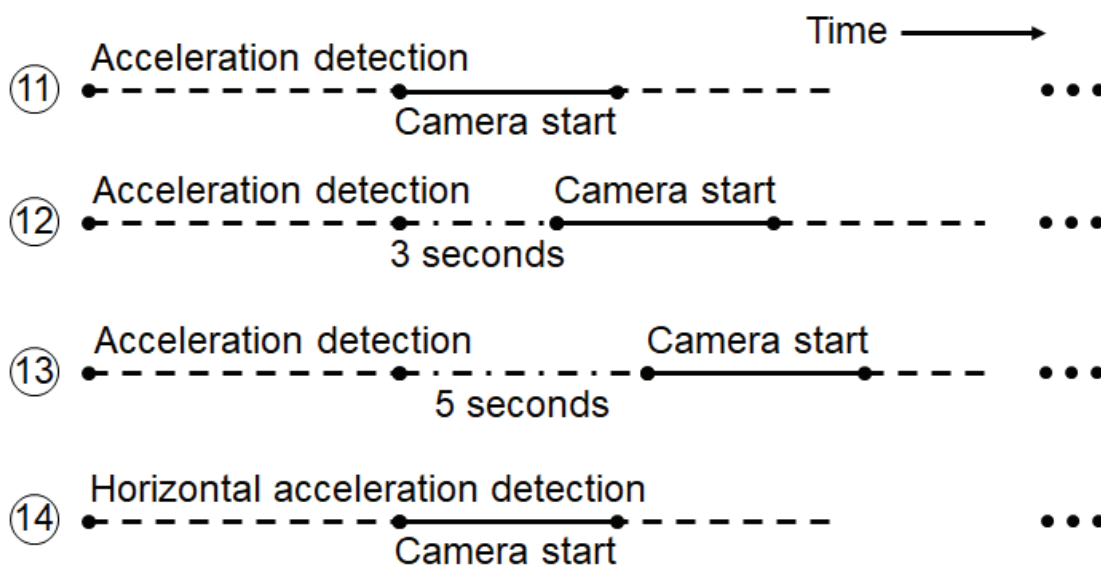 Time
Acceleration detection
11
Camera start
Acceleration detection Camera start
12
3 seconds
Acceleration detection Camera start
13
5 seconds
Horizontal acceleration detection
14
Camera start